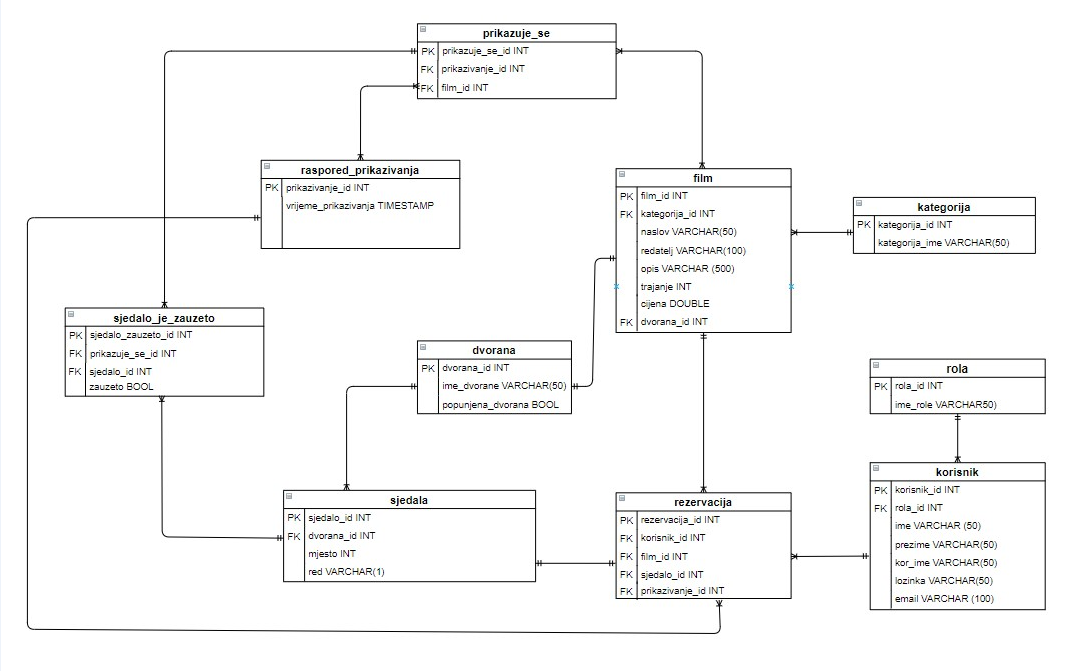 prikazuje_se
PK prikazuje_se_id INT
FK prikazivanje_id INT
FK film_id INT
raspored_prikazivanja
PK prikazivanje_id INT
vrijeme_prikazivanja TIMESTAMP
film
PK film_id INT
FK kategorija_id INT
naslov VARCHAR(50)
redatelj VARCHAR(100)
opis VARCHAR (500)
trajanje INT
cijena DOUBLE
FK dvorana_id INT
kategorija
PK kategorija_id INT
kategorija_ime VARCHAR(50)
sjedalo_je_zauzeto
PK sjedalo_zauzeto_id INT
FK prikazuje_se_id INT
FK sjedalo_id INT
zauzeto BOOL
dvorana
PK dvorana_id INT
ime_dvorane VARCHAR(50)
popunjena_dvorana BOOL
rola
PK rola_id INT
ime_role VARCHAR50)
sjedala
PK sjedalo_id INT
FK dvorana_id INT
mjesto INT
red VARCHAR(1)
rezervacija
PK rezervacija_id INT
FK korisnik_id INT
FK film_id INT
FK sjedalo_id INT
FK prikazivanje_id INT
korisnik
PK korisnik_id INT
FK rola_id INT
ime VARCHAR (50)
prezime VARCHAR(50)
kor_ime VARCHAR(50)
lozinka VARCHAR(50)
email VARCHAR (100)